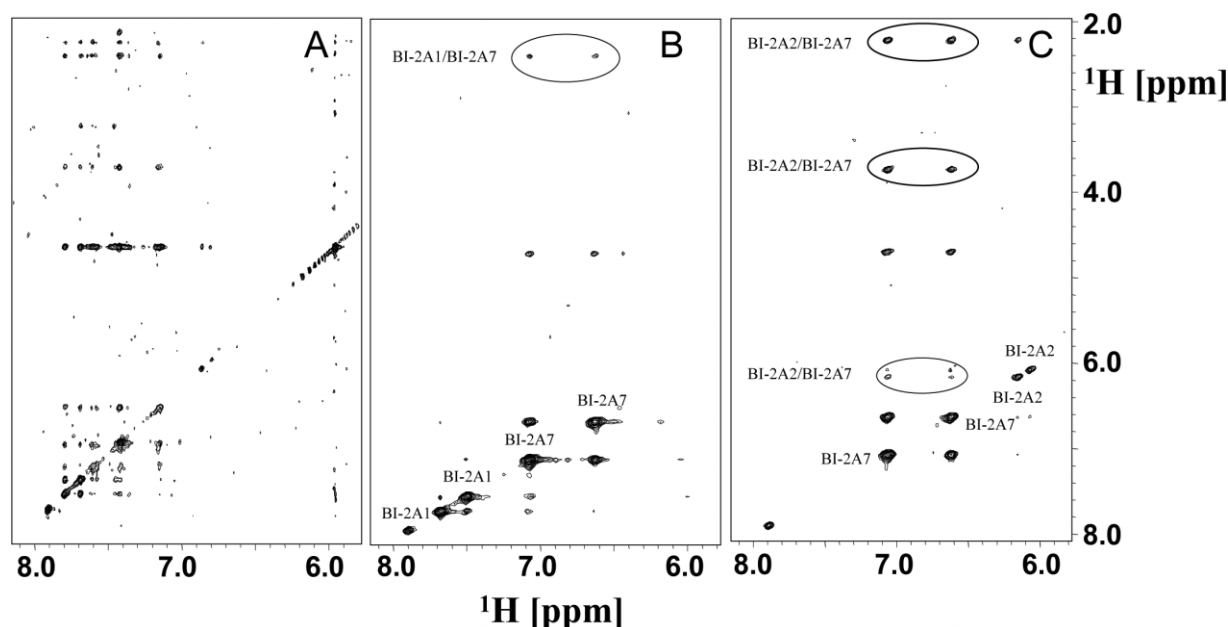 A
B
C
2.0
¹H [ppm]
4.0
6.0
8.0
BI-2A1/BI-2A7
BI-2A7
BI-2A7
BI-2A1
BI-2A1
BI-2A2/BI-2A7
BI-2A2/BI-2A7
BI-2A2/BI-2A7
BI-2A2
BI-2A2
BI-2A7
BI-2A7
8.0 7.0 6.0
8.0 7.0 6.0
8.0 7.0 6.0
¹H [ppm]